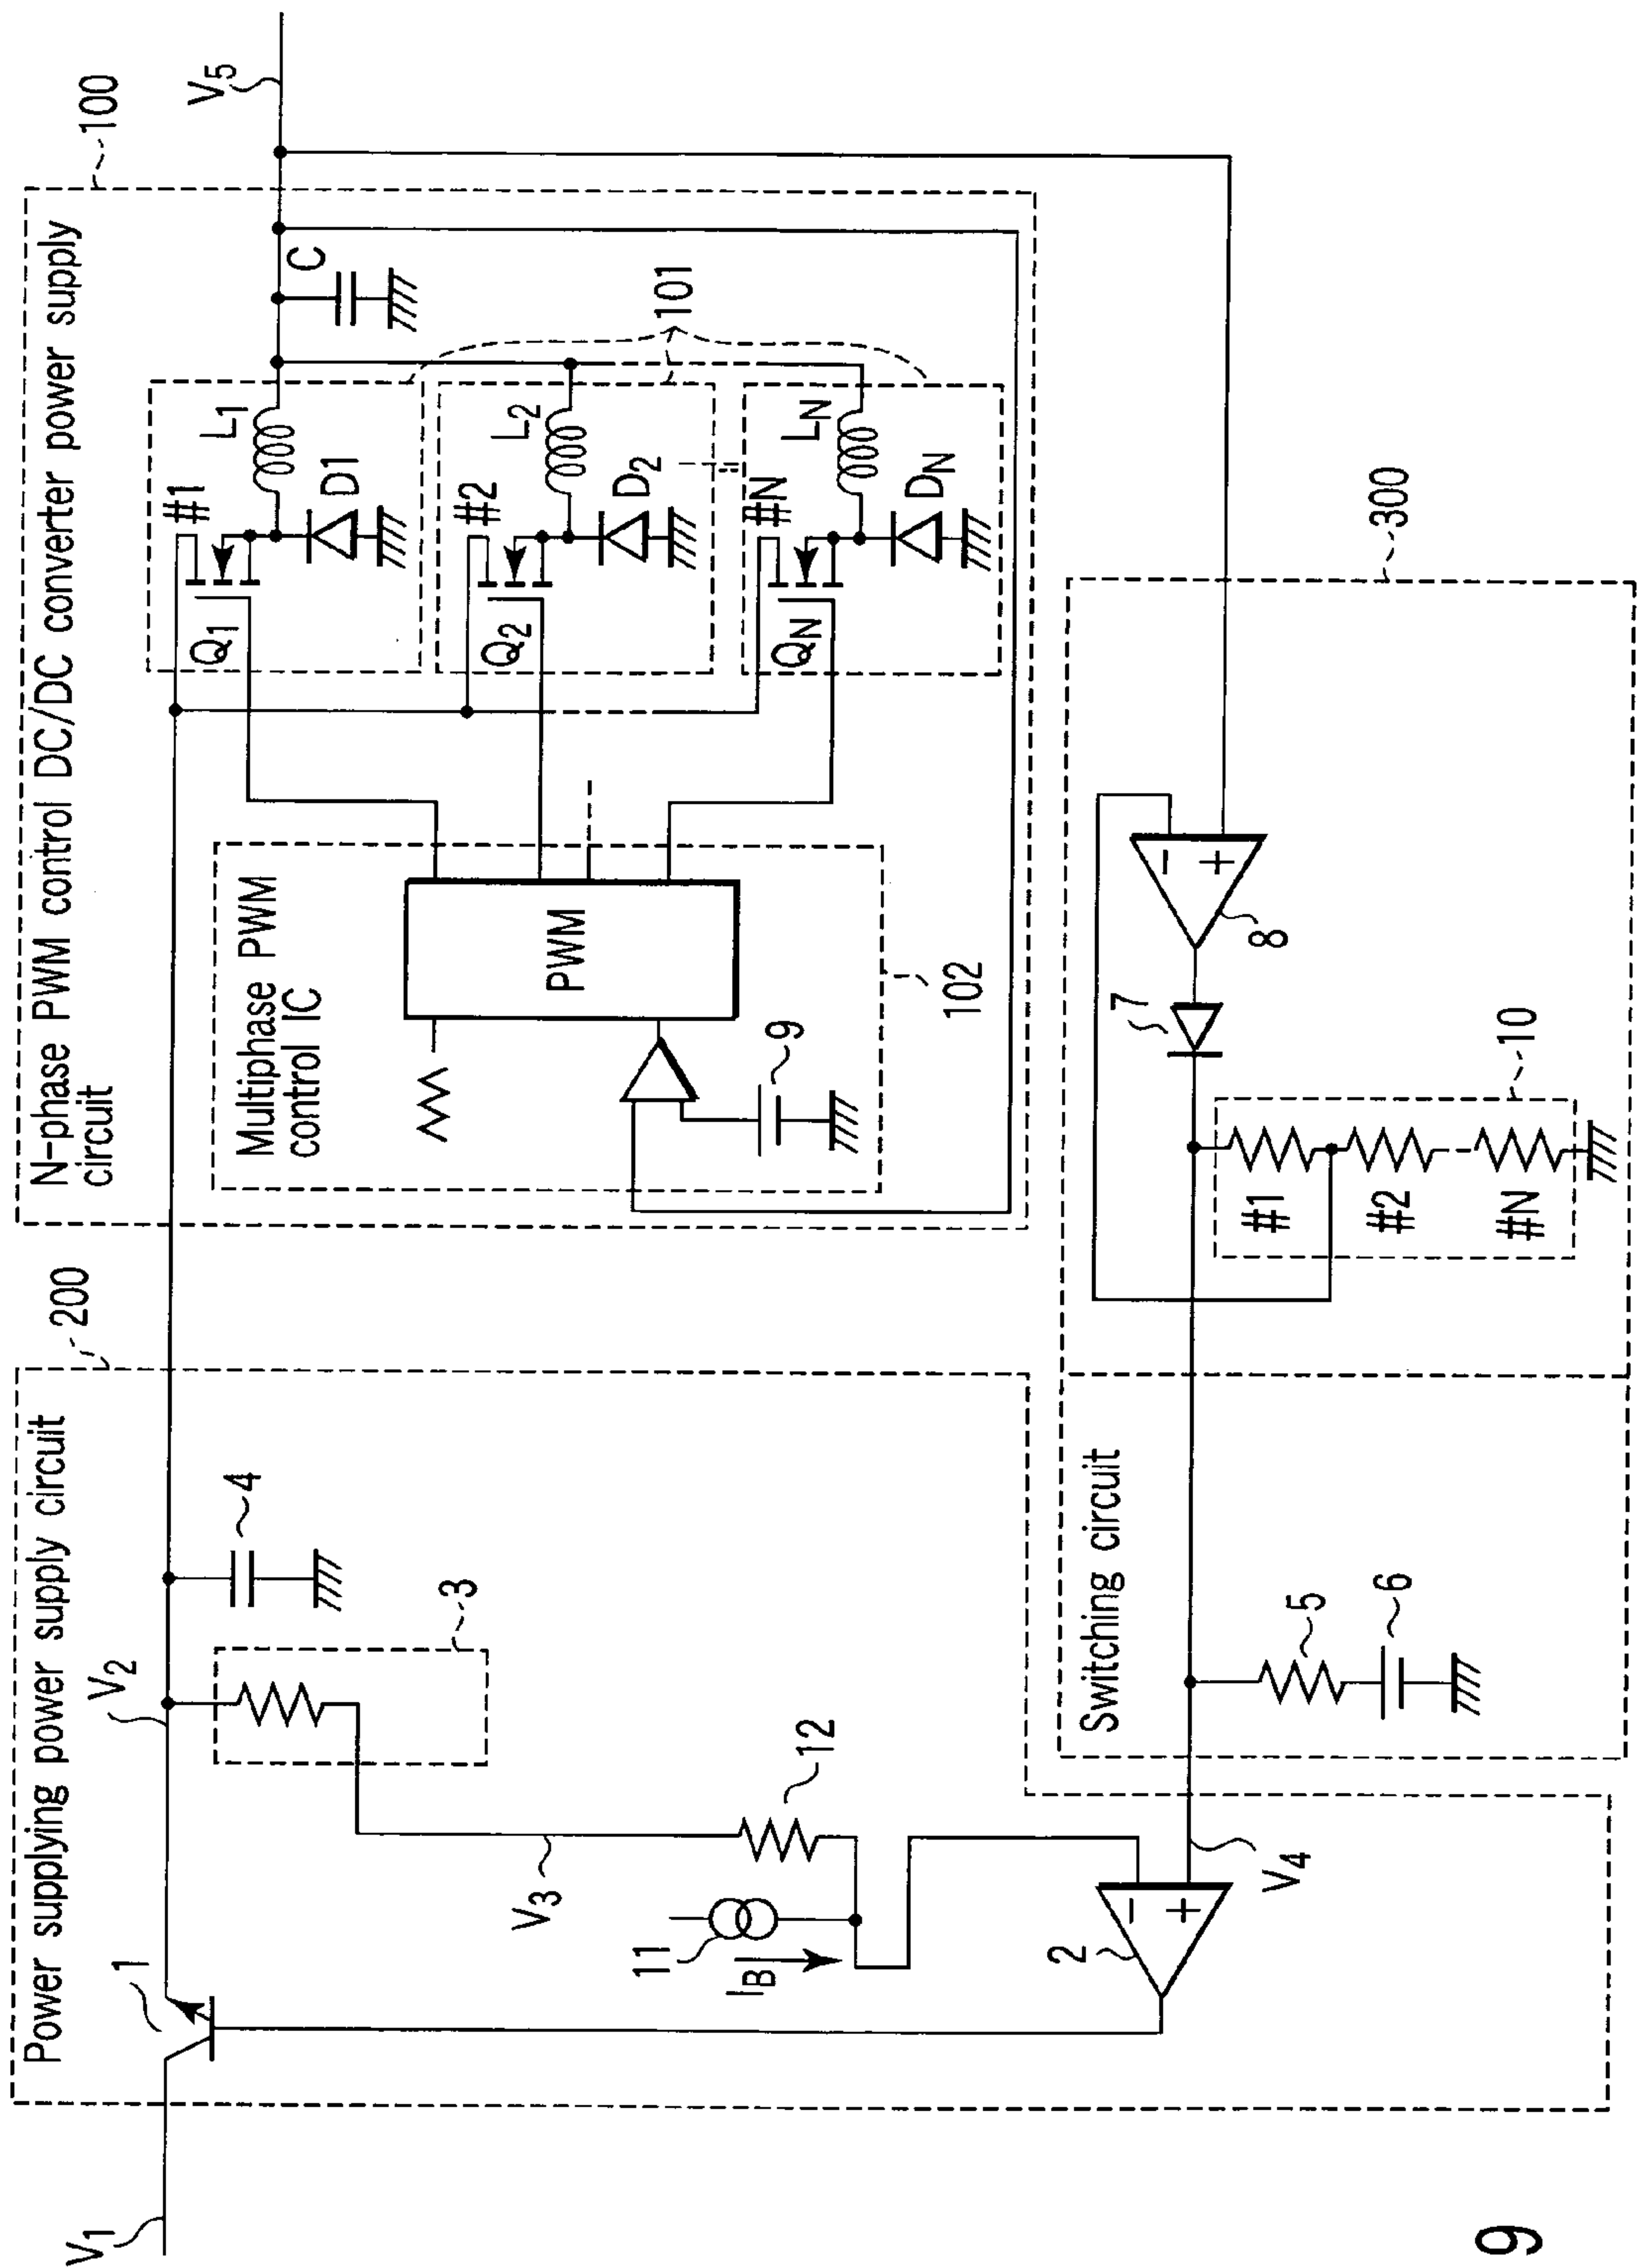 N-phase PWM control DC/DC converter power supply
circuit
100
V5
C
101
#1
L1
D1
Q1
#2
L2
D2
Q2
#N
LN
DN
QN
Multiphase PWM
control IC
PWM
9
102
Power supplying power supply circuit
200
V1
1
V2
4
3
V3
12
11
IB
2
V4
Switching circuit
5
6
300
7
8
10
#1
#2
#N
9